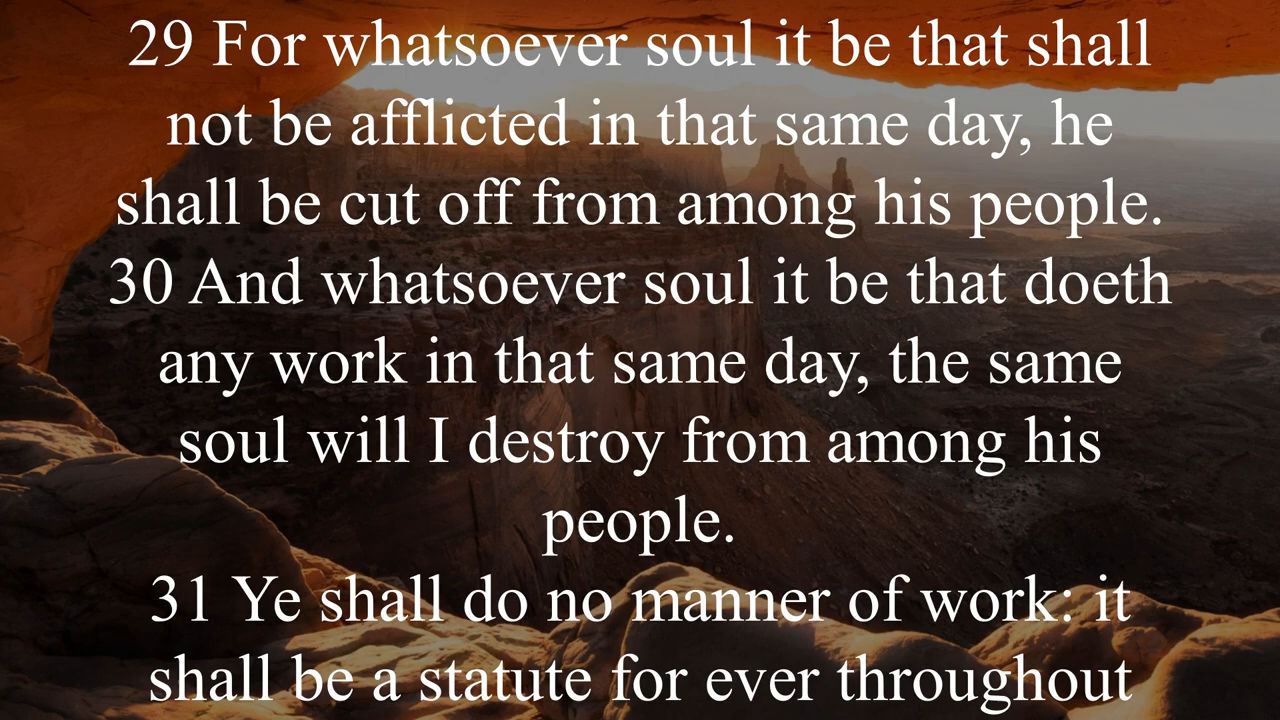 29 For whatsoever soul it be that shall
not be afflicted in that same day, he
shall be cut off from among his people.
30 And whatsoever soul it be that doeth
any work in that same day, the same
soul will I destroy from among his
people.
31 Ye shall do no manner of work: it
shall be a statute for ever throughout